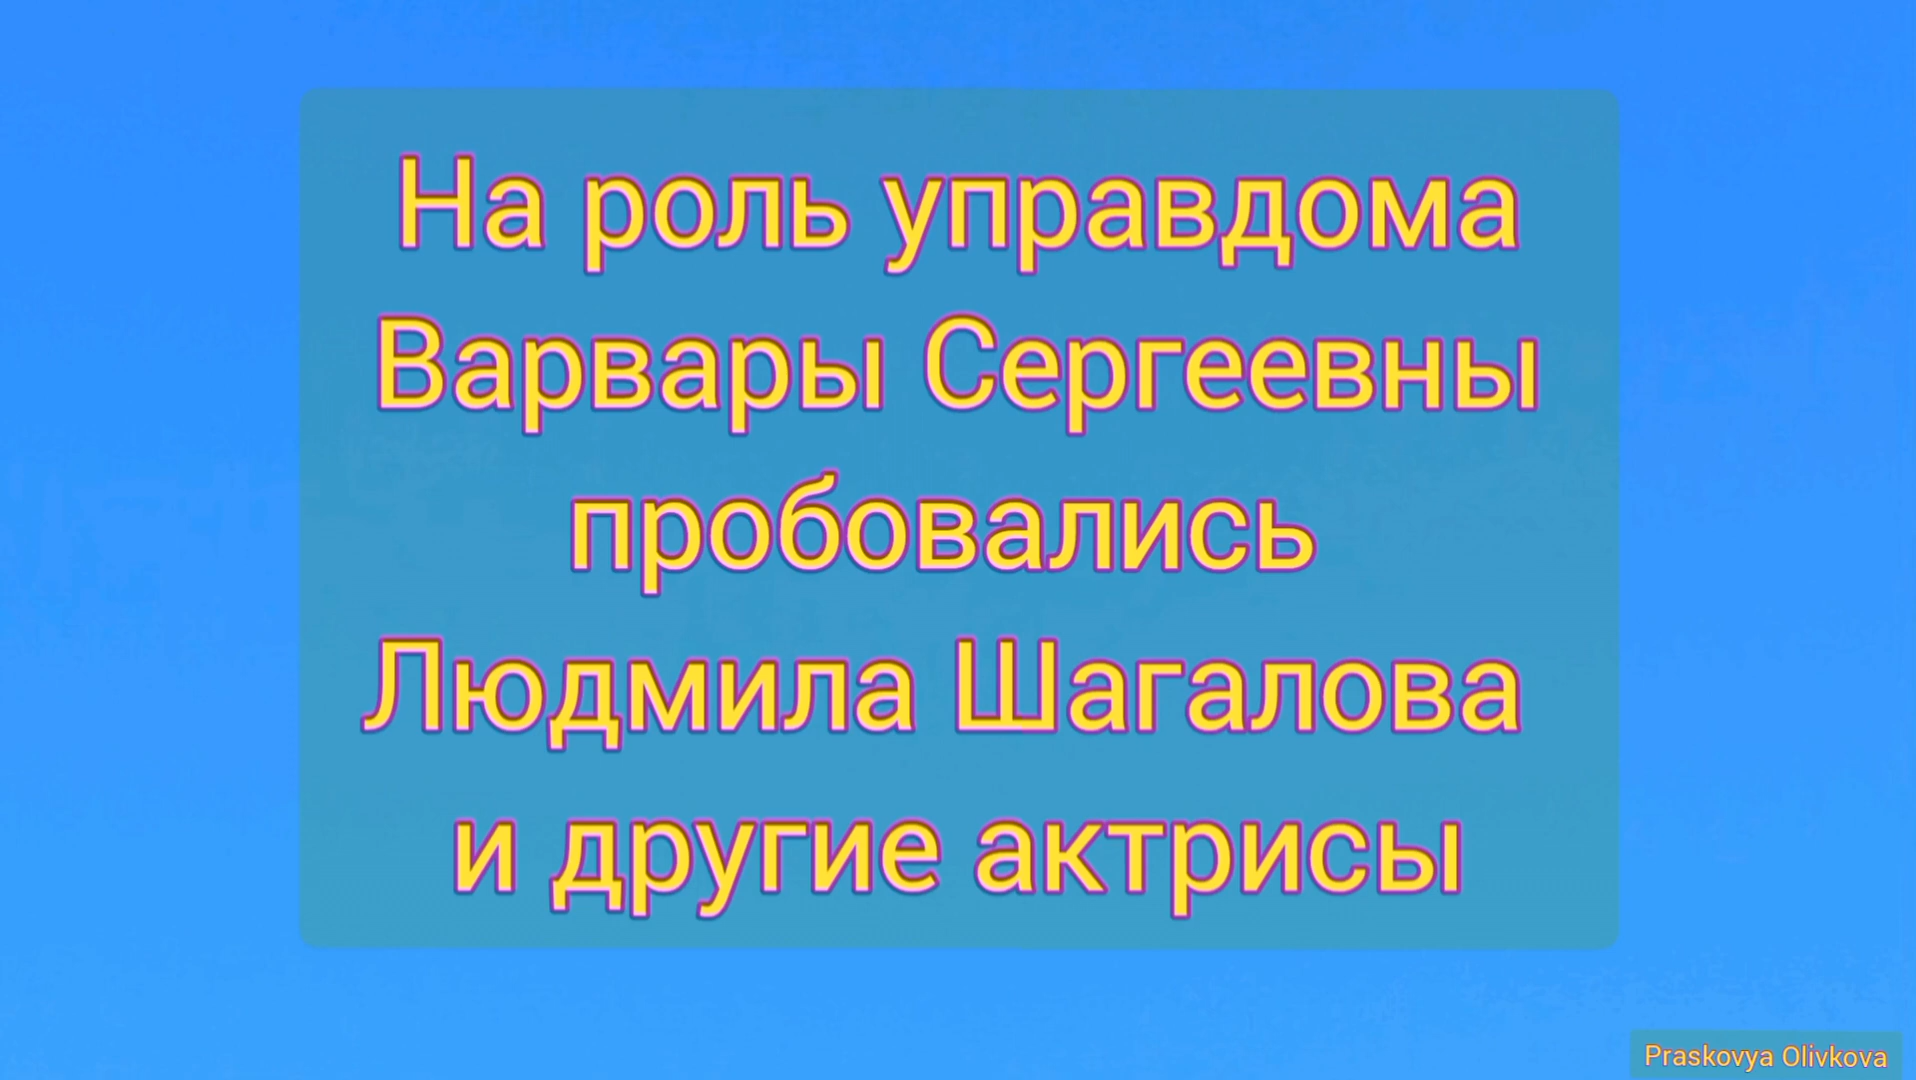 На роль управдома
Варвары Сергеевны
пробовались
Людмила Шагалова
и другие актрисы
Praskovya Olivkova